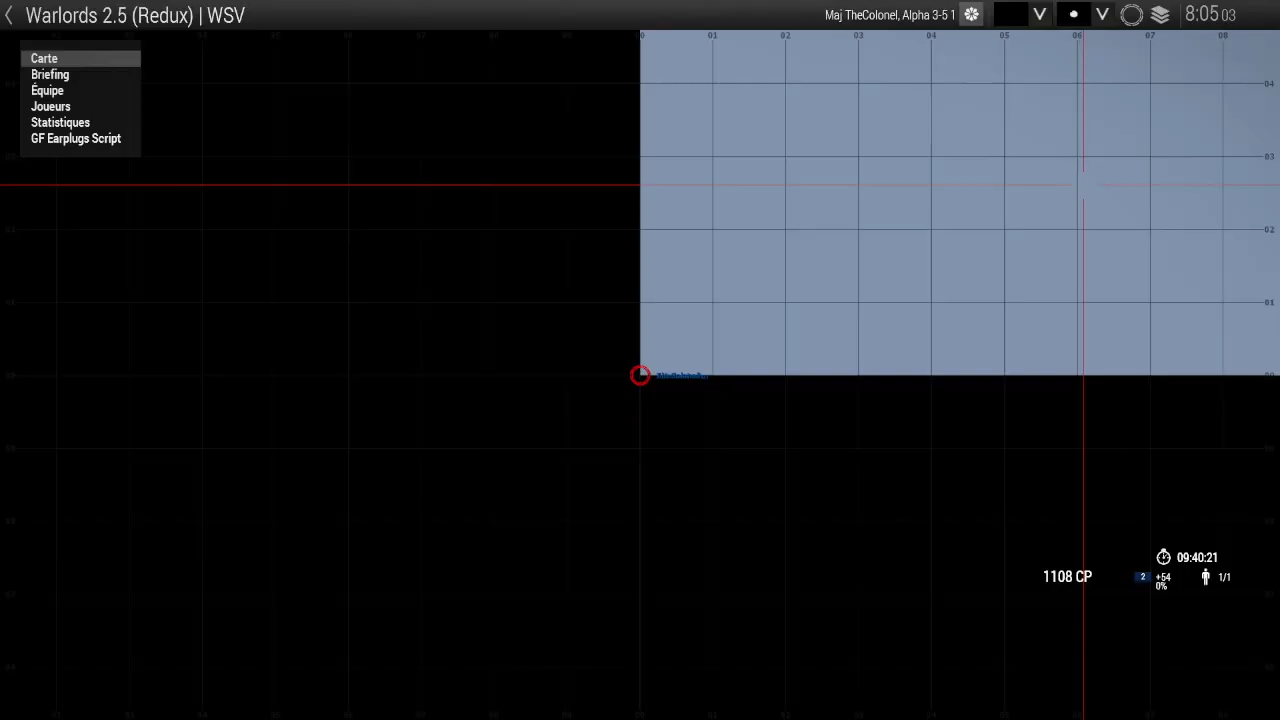 Warlords 2.5 (Redux) | WSV
Maj TheColonel, Alpha 3-5 1
8:05 03
Carte
Briefing
Équipe
Joueurs
Statistiques
GF Earplugs Script
00 01 02 03 04 05 06 07 08
04
03
02
01
00
09:40:21
1108 CP
2
+54
0%
1/1